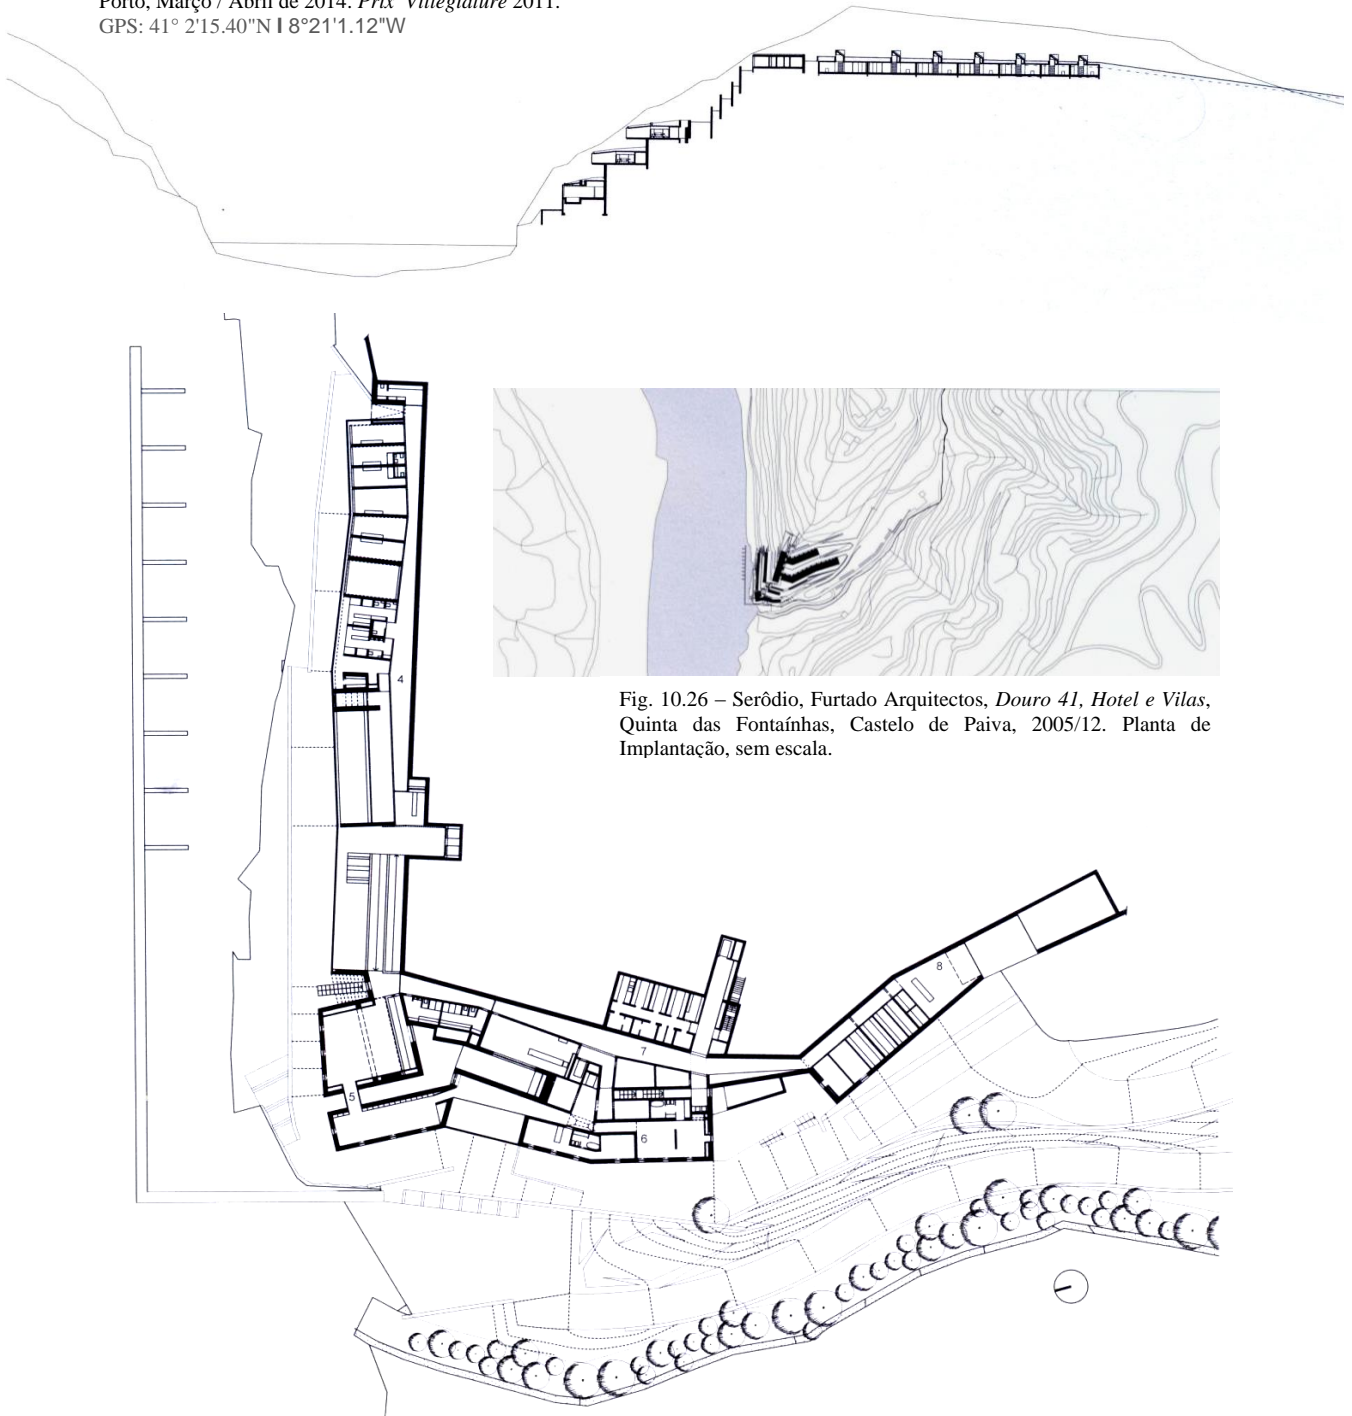 Porto, Março / Abril de 2014. Prix Villégiature 2011.
GPS: 41° 2'15.40"N I 8°21'1.12"W
Fig. 10.26 – Serôdio, Furtado Arquitectos, Douro 41, Hotel e Vilas,
Quinta das Fontaínhas, Castelo de Paiva, 2005/12. Planta de
Implantação, sem escala.
4
8
7
5
6